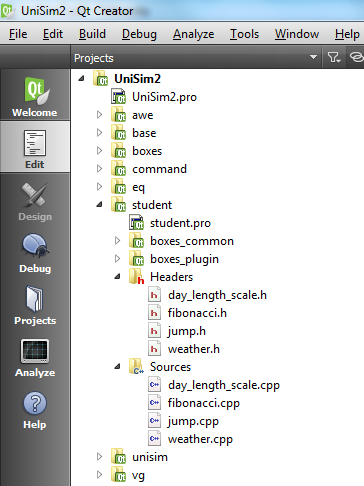 UniSim2 - Qt Creator
File Edit Build Debug Analyze Tools Window Help
Projects
Qt
Welcome
Edit
Design
Debug
Projects
Analyze
Help
UniSim2
UniSim2.pro
awe
base
boxes
command
eq
student
student.pro
boxes_common
boxes_plugin
Headers
day_length_scale.h
fibonacci.h
jump.h
weather.h
Sources
day_length_scale.cpp
fibonacci.cpp
jump.cpp
weather.cpp
unisim
vg